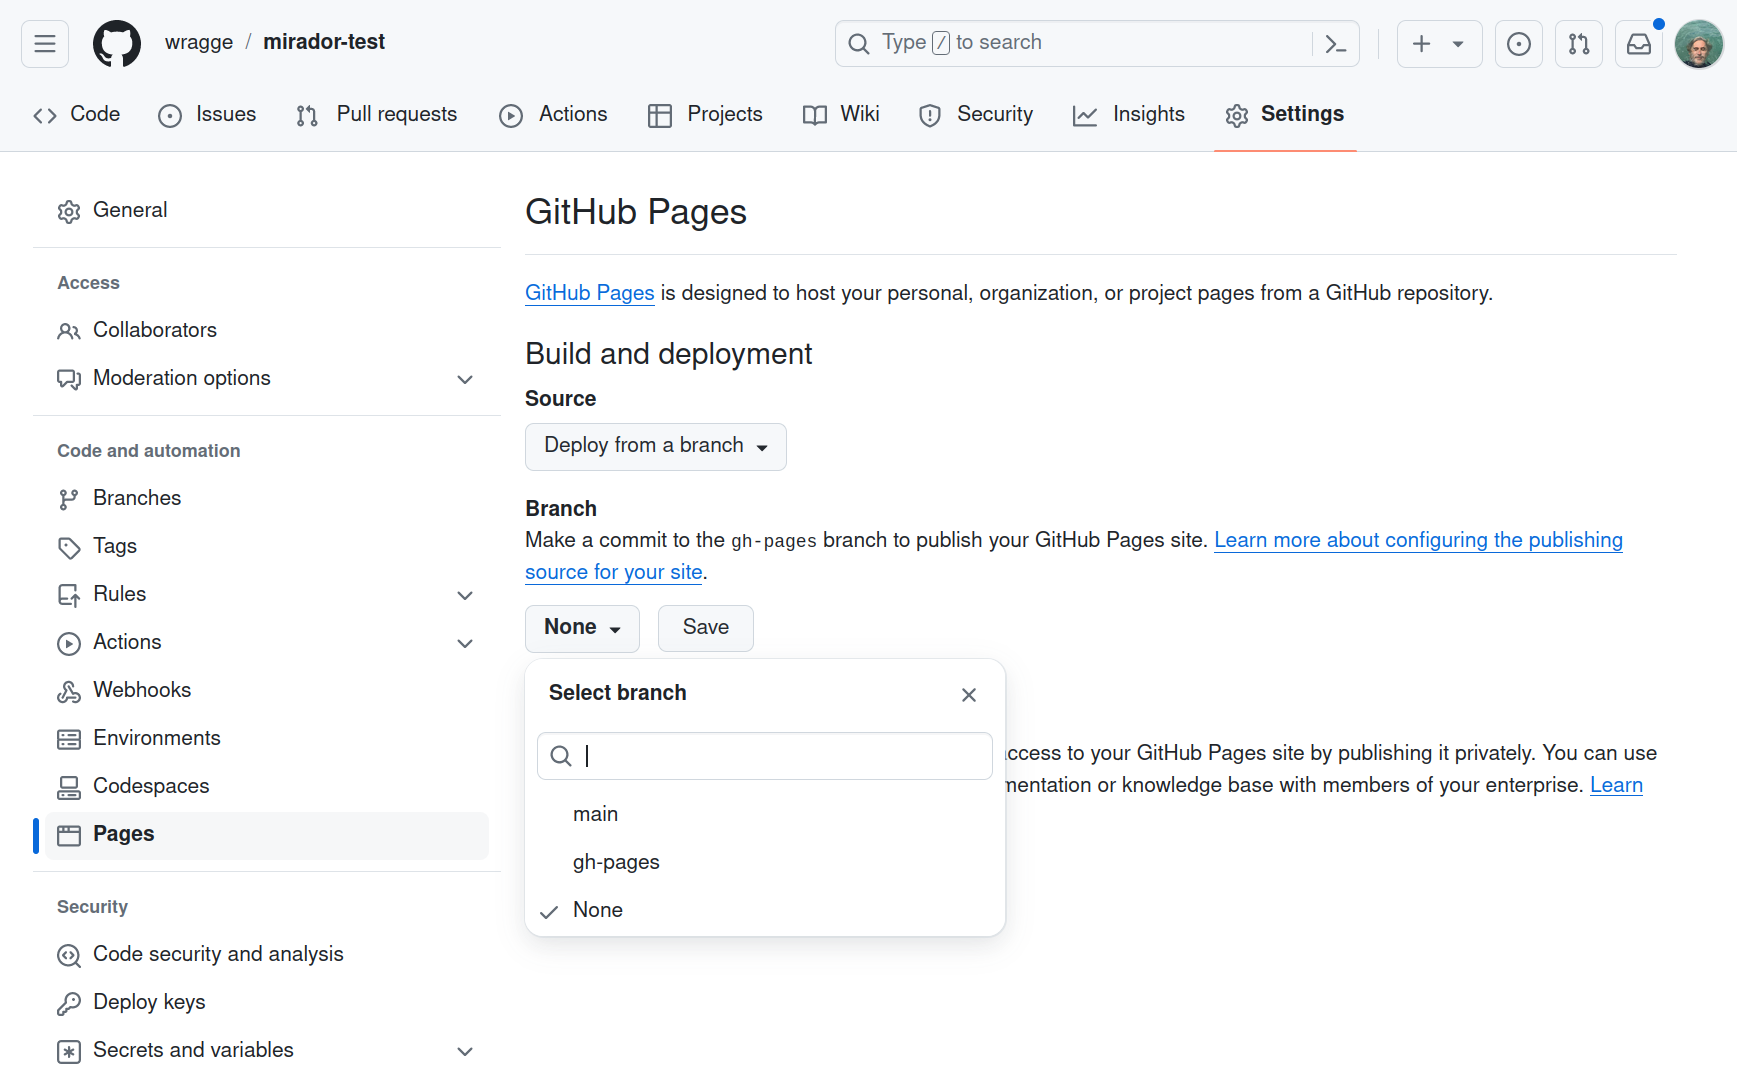 wragge / mirador-test
Type / to search
Code
Issues
Pull requests
Actions
Projects
Wiki
Security
Insights
Settings
General
Access
Collaborators
Moderation options
Code and automation
Branches
Tags
Rules
Actions
Webhooks
Environments
Codespaces
Pages
Security
Code security and analysis
Deploy keys
Secrets and variables
GitHub Pages
GitHub Pages is designed to host your personal, organization, or project pages from a GitHub repository.
Build and deployment
Source
Deploy from a branch
Branch
Make a commit to the gh-pages branch to publish your GitHub Pages site. Learn more about configuring the publishing
source for your site.
None
Save
Select branch
main
gh-pages
None
to your GitHub Pages site by publishing it privately. You can use
or knowledge base with members of your enterprise. Learn